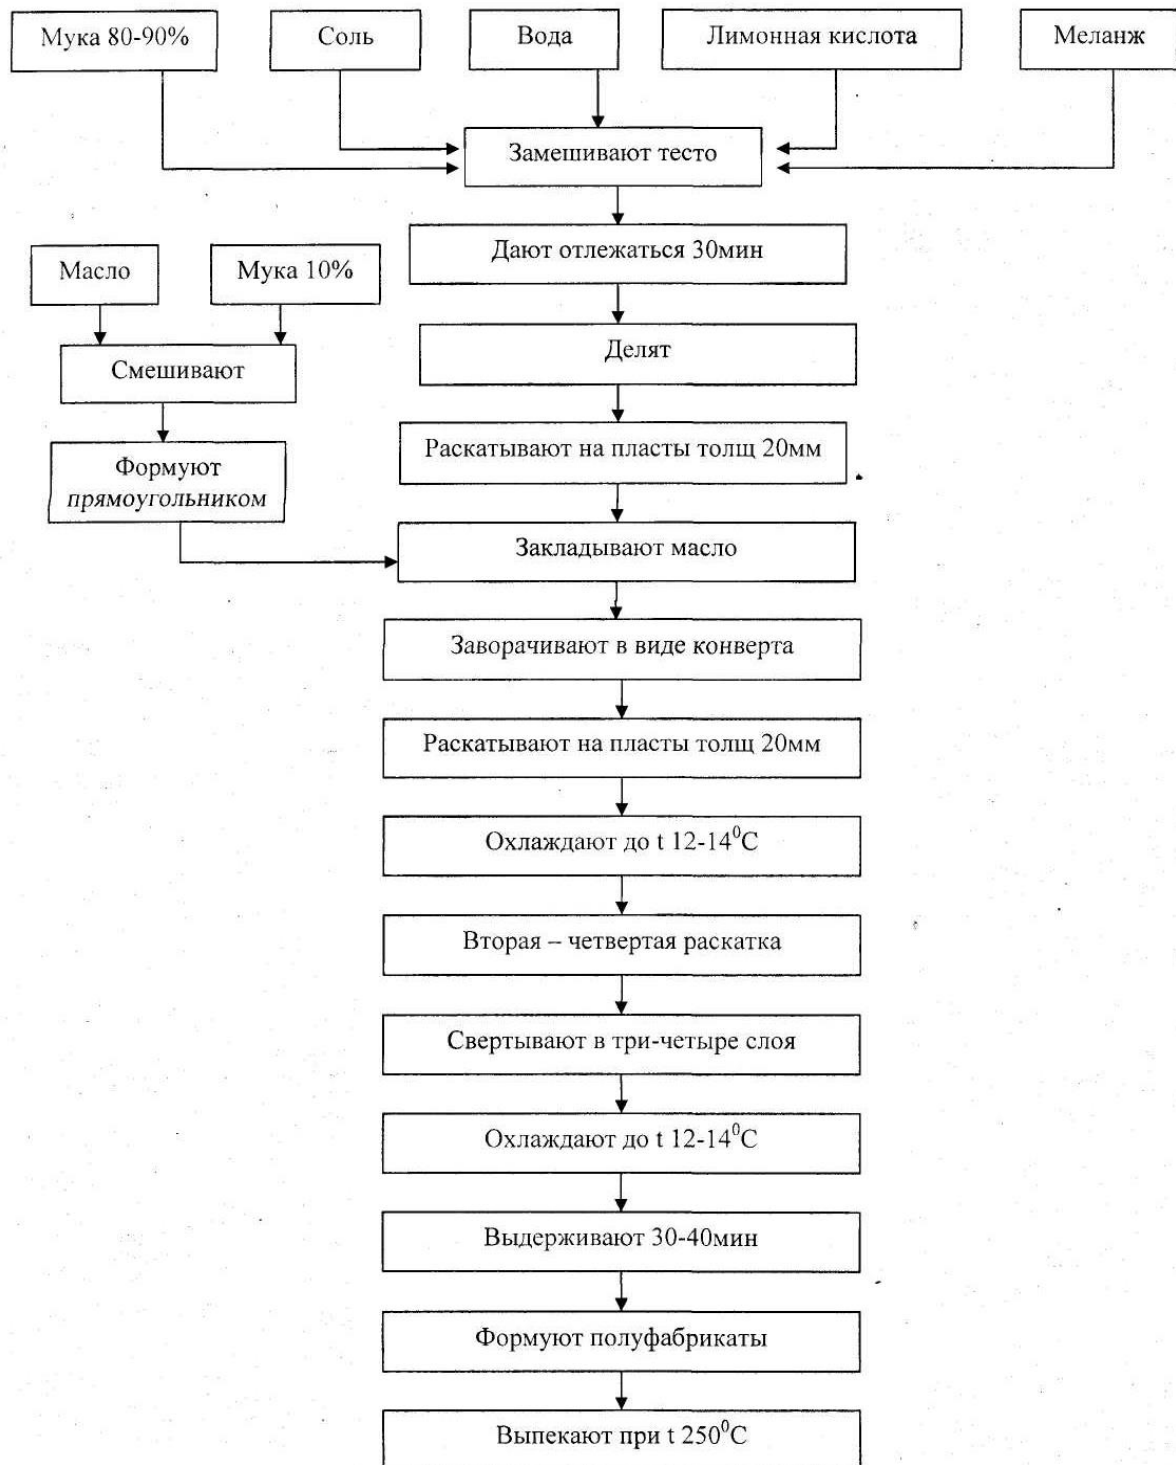 Мука 80-90%
Соль
Вода
Лимонная кислота
Меланж
Замешивают тесто
Дают отлежаться 30мин
Масло
Мука 10%
Делят
Смешивают
Раскатывают на пласты толщ 20мм
Формуют
прямоугольником
Закладывают масло
Заворачивают в виде конверта
Раскатывают на пласты толщ 20мм
Охлаждают до t 12-14⁰С
Вторая – четвертая раскатка
Свертывают в три-четыре слоя
Охлаждают до t 12-14⁰С
Выдерживают 30-40мин
Формуют полуфабрикаты
Выпекают при t 250⁰С